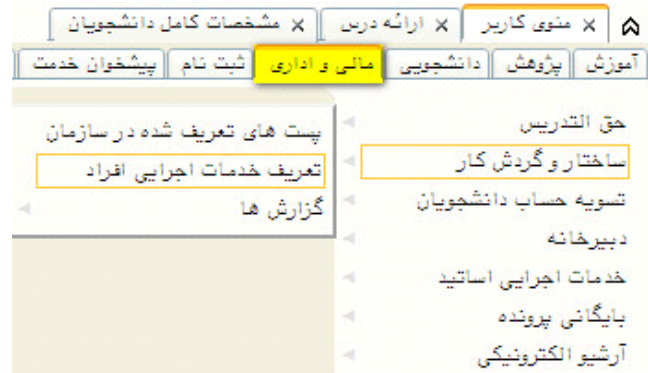 منوی کاربر x ارائه درس x مشخصات کامل دانشجویان x
آموزش پژوهش دانشجویی مالی و اداری ثبت نام پیشخوان خدمت
حق التدریس
ساختار و گردش کار
تسویه حساب دانشجویان
دبیرخانه
خدمات اجرایی اساتید
بایگانی پرونده
آرشیو الکترونیکی
پست های تعریف شده در سازمان
تعریف خدمات اجرایی افراد
گزارش ها